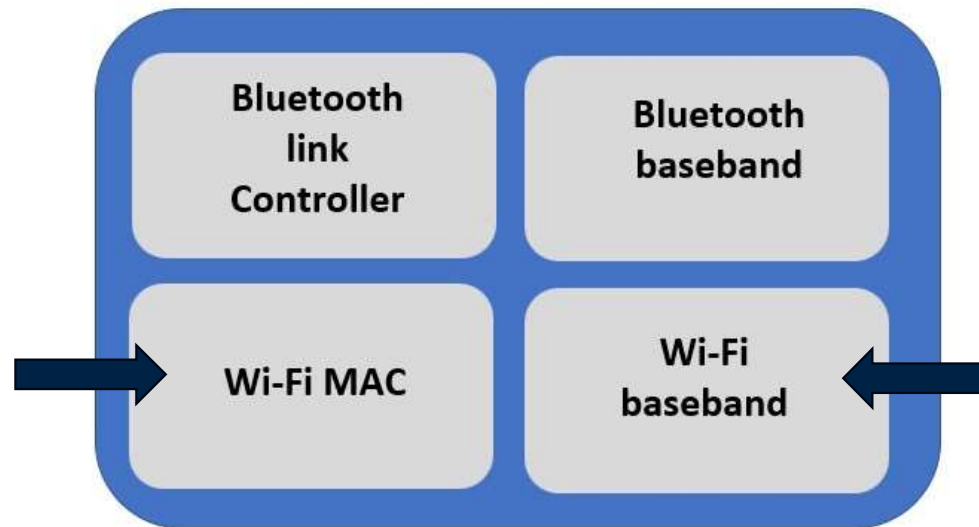 Bluetooth
link
Controller
Bluetooth
baseband
Wi-Fi MAC
Wi-Fi
baseband